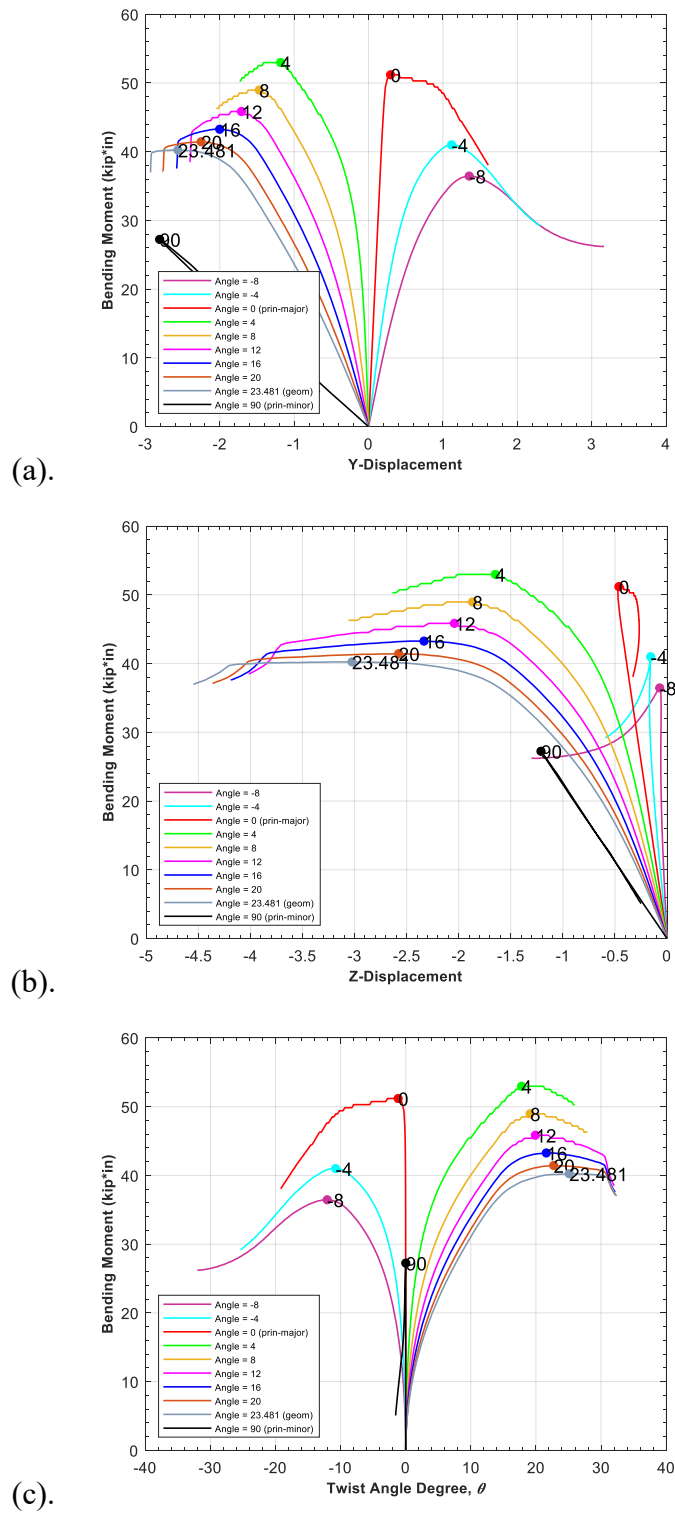 60
50
40
30
20
10
0
Bending Moment (kip*in)
4
0
8
12
16
20
23.481
-4
-8
90
Angle = -8
Angle = -4
Angle = 0 (prin-major)
Angle = 4
Angle = 8
Angle = 12
Angle = 16
Angle = 20
Angle = 23.481 (geom)
Angle = 90 (prin-minor)
-3 -2 -1 0 1 2 3 4
Y-Displacement
(a).
60
50
40
30
20
10
0
Bending Moment (kip*in)
4
0
8
12
16
20
23.481
-4
-8
90
Angle = -8
Angle = -4
Angle = 0 (prin-major)
Angle = 4
Angle = 8
Angle = 12
Angle = 16
Angle = 20
Angle = 23.481 (geom)
Angle = 90 (prin-minor)
-5 -4.5 -4 -3.5 -3 -2.5 -2 -1.5 -1 -0.5 0
Z-Displacement
(b).
60
50
40
30
20
10
0
Bending Moment (kip*in)
4
0
8
12
16
20
23.481
-4
-8
90
Angle = -8
Angle = -4
Angle = 0 (prin-major)
Angle = 4
Angle = 8
Angle = 12
Angle = 16
Angle = 20
Angle = 23.481 (geom)
Angle = 90 (prin-minor)
-40 -30 -20 -10 0 10 20 30 40
Twist Angle Degree, θ
(c).